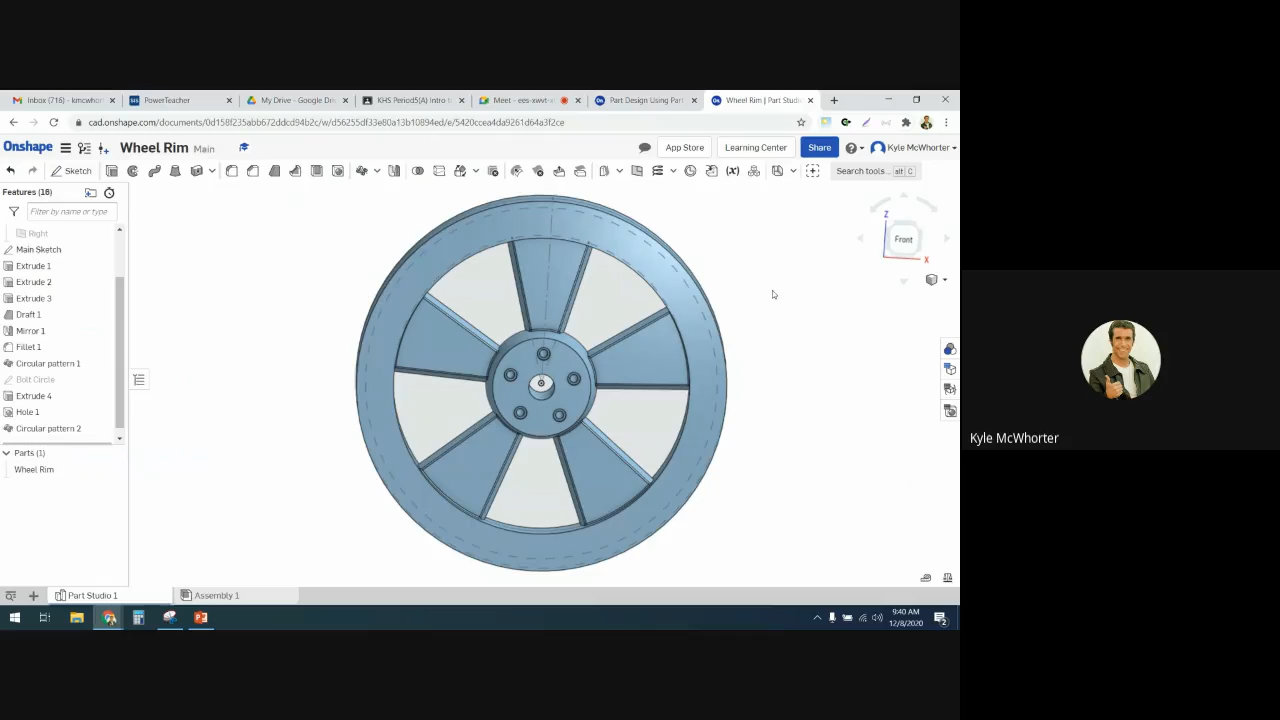 Inbox (716) - kmcwhor
PowerTeacher
My Drive - Google Dri
KHS Period5(A) Intro t
Meet - ees-xwvt-x
Part Design Using Part
Wheel Rim | Part Studi
cad.onshape.com/documents/0d158f235abb672ddcd94b2c/w/d56255df33e80a13b10894ed/e/5420ccea4da9261d64a3f2ce
Onshape
Wheel Rim Main
App Store
Learning Center
Share
Kyle McWhorter
Sketch
(x)
Search tools... alt C
Features (18)
Filter by name or type
Right
Main Sketch
Extrude 1
Extrude 2
Extrude 3
Draft 1
Mirror 1
Fillet 1
Circular pattern 1
Bolt Circle
Extrude 4
Hole 1
Circular pattern 2
Parts (1)
Wheel Rim
Z
Front
X
Kyle McWhorter
Part Studio 1
Assembly 1
9:40 AM
12/8/2020
2